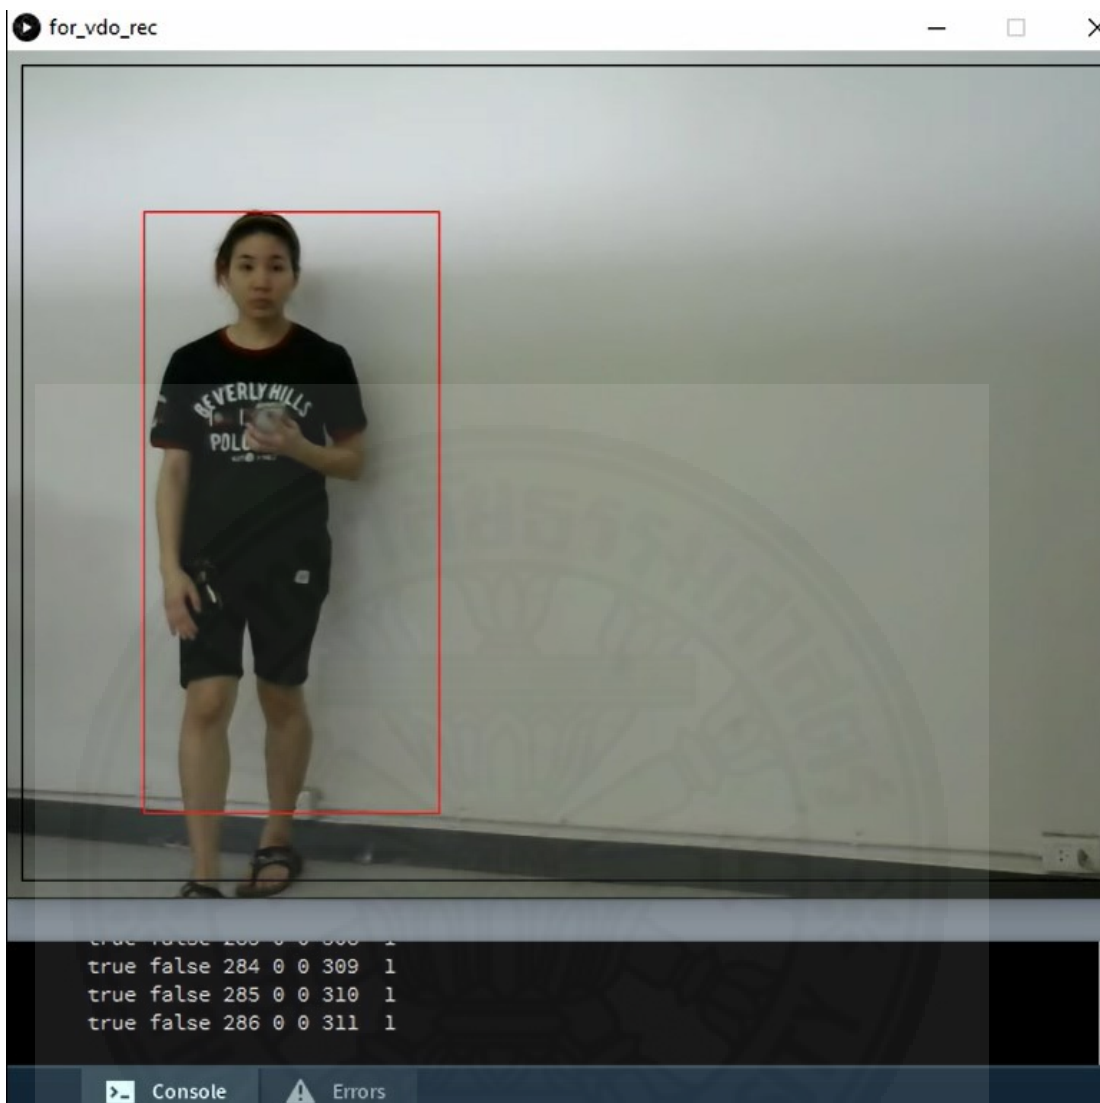 for_vdo_rec
BEVERLY HILLS
true false 284 0 0 309 1
true false 285 0 0 310 1
true false 286 0 0 311 1
Console
Errors